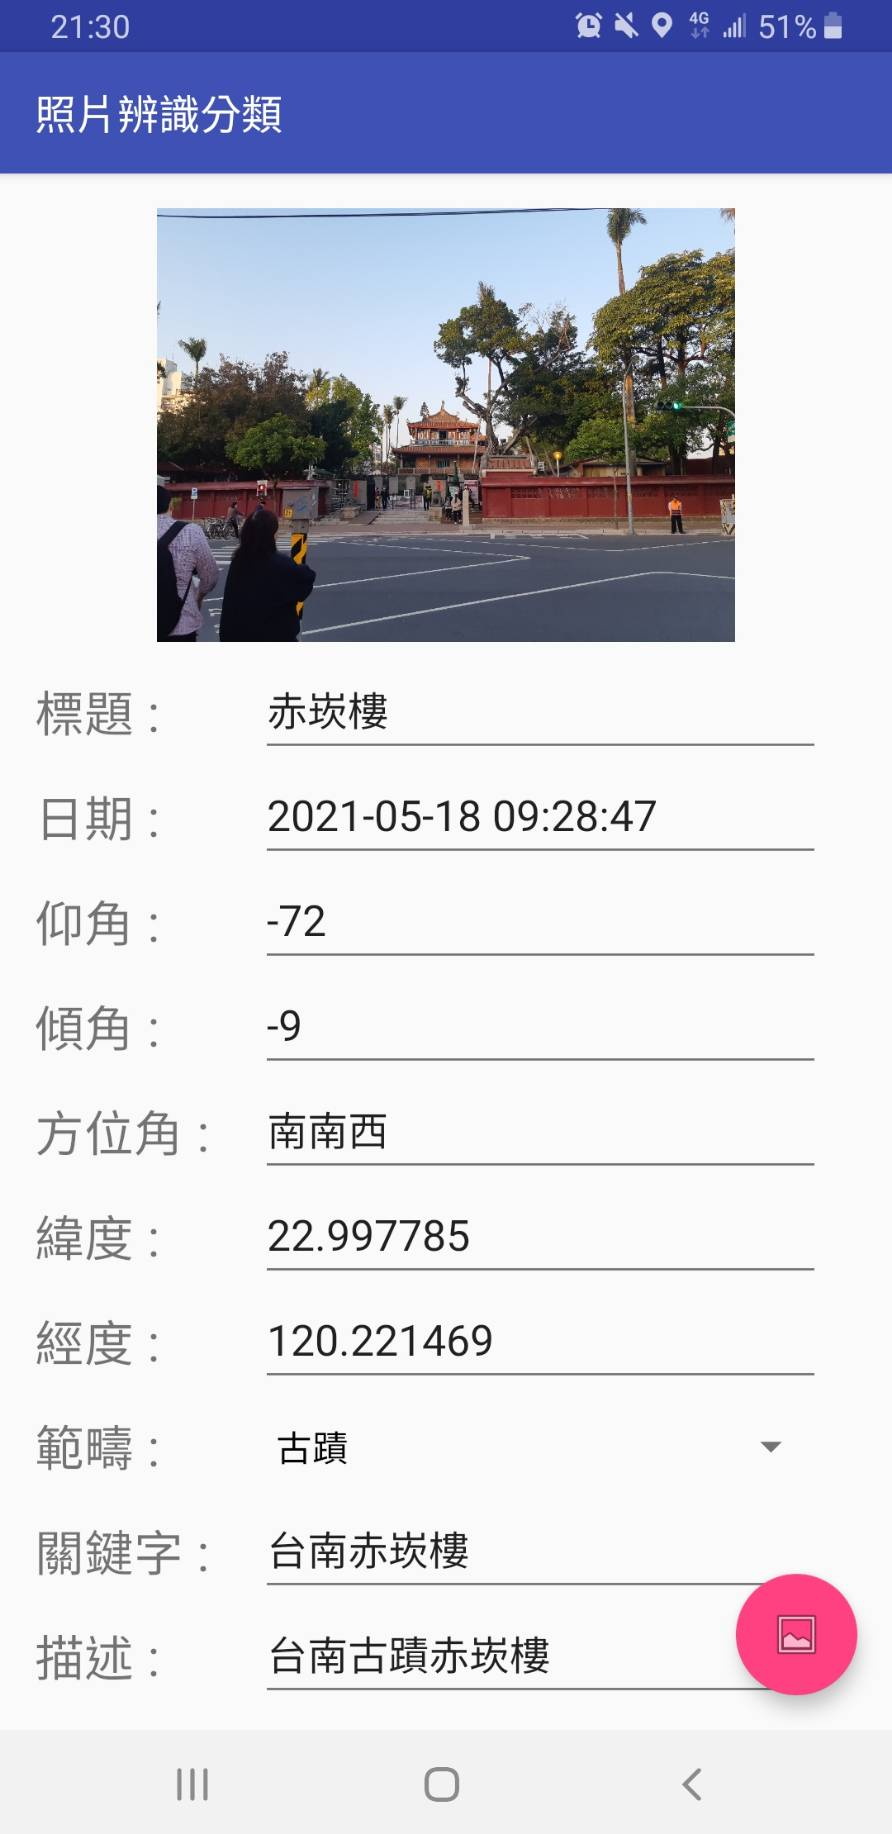 21:30 4G 51%
照片辨識分類
標題 : 赤崁樓
日期 : 2021-05-18 09:28:47
仰角 : -72
傾角 : -9
方位角 : 南南西
緯度 : 22.997785
經度 : 120.221469
範疇 : 古蹟
關鍵字 : 台南赤崁樓
描述 : 台南古蹟赤崁樓